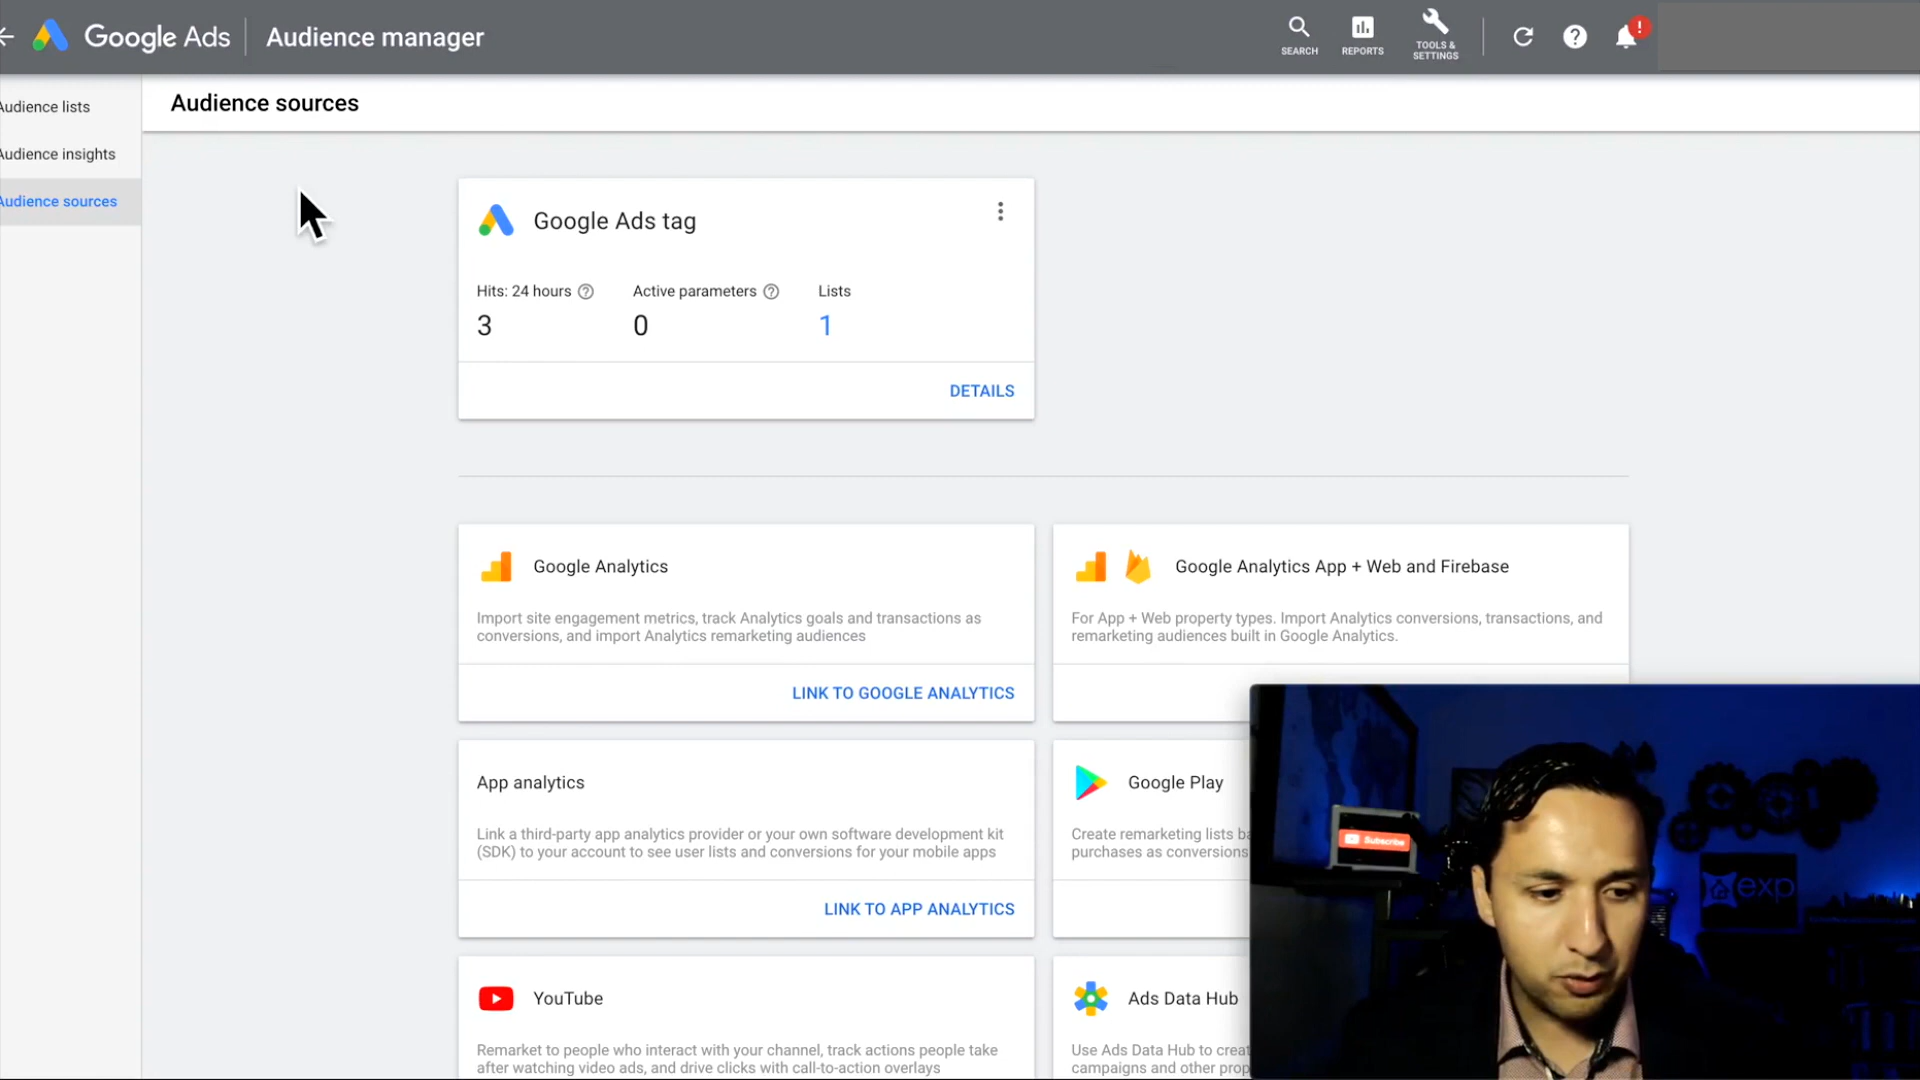 Google Ads
Audience manager
SEARCH
REPORTS
TOOLS &
SETTINGS
!
Audience lists
Audience insights
Audience sources
Audience sources
Google Ads tag
Hits: 24 hours
Active parameters
Lists
3
0
1
DETAILS
Google Analytics
Import site engagement metrics, track Analytics goals and transactions as
conversions, and import Analytics remarketing audiences
LINK TO GOOGLE ANALYTICS
Google Analytics App + Web and Firebase
For App + Web property types. Import Analytics conversions, transactions, and
remarketing audiences built in Google Analytics.
App analytics
Link a third-party app analytics provider or your own software development kit
(SDK) to your account to see user lists and conversions for your mobile apps
LINK TO APP ANALYTICS
Google Play
Create remarketing lists
purchases as conversions
YouTube
Remarket to people who interact with your channel, track actions people take
after watching video ads, and drive clicks with call-to-action overlays
Ads Data Hub
Use Ads Data Hub to
campaigns and other
Subscribe
exp